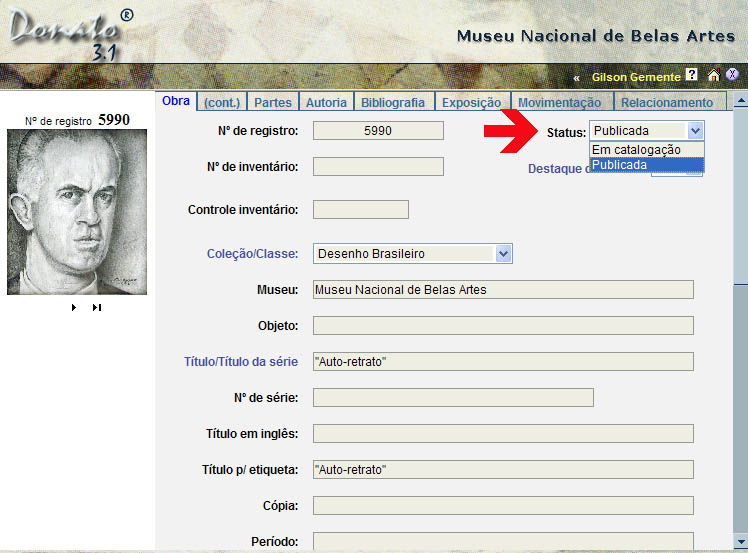 Donato ®
3.1
Museu Nacional de Belas Artes
« Gilson Gemente ? X
Obra (cont.) Partes Autoria Bibliografia Exposição Movimentação Relacionamento
Nº de registro 5990
Nº de registro: 5990
Status: Publicada
Em catalogação
Publicada
Nº de inventário:
Destaque d
Controle inventário:
Coleção/Classe: Desenho Brasileiro
Museu: Museu Nacional de Belas Artes
Objeto:
Título/Título da série "Auto-retrato"
Nº de série:
Título em inglês:
Título p/ etiqueta: "Auto-retrato"
Cópia:
Período: